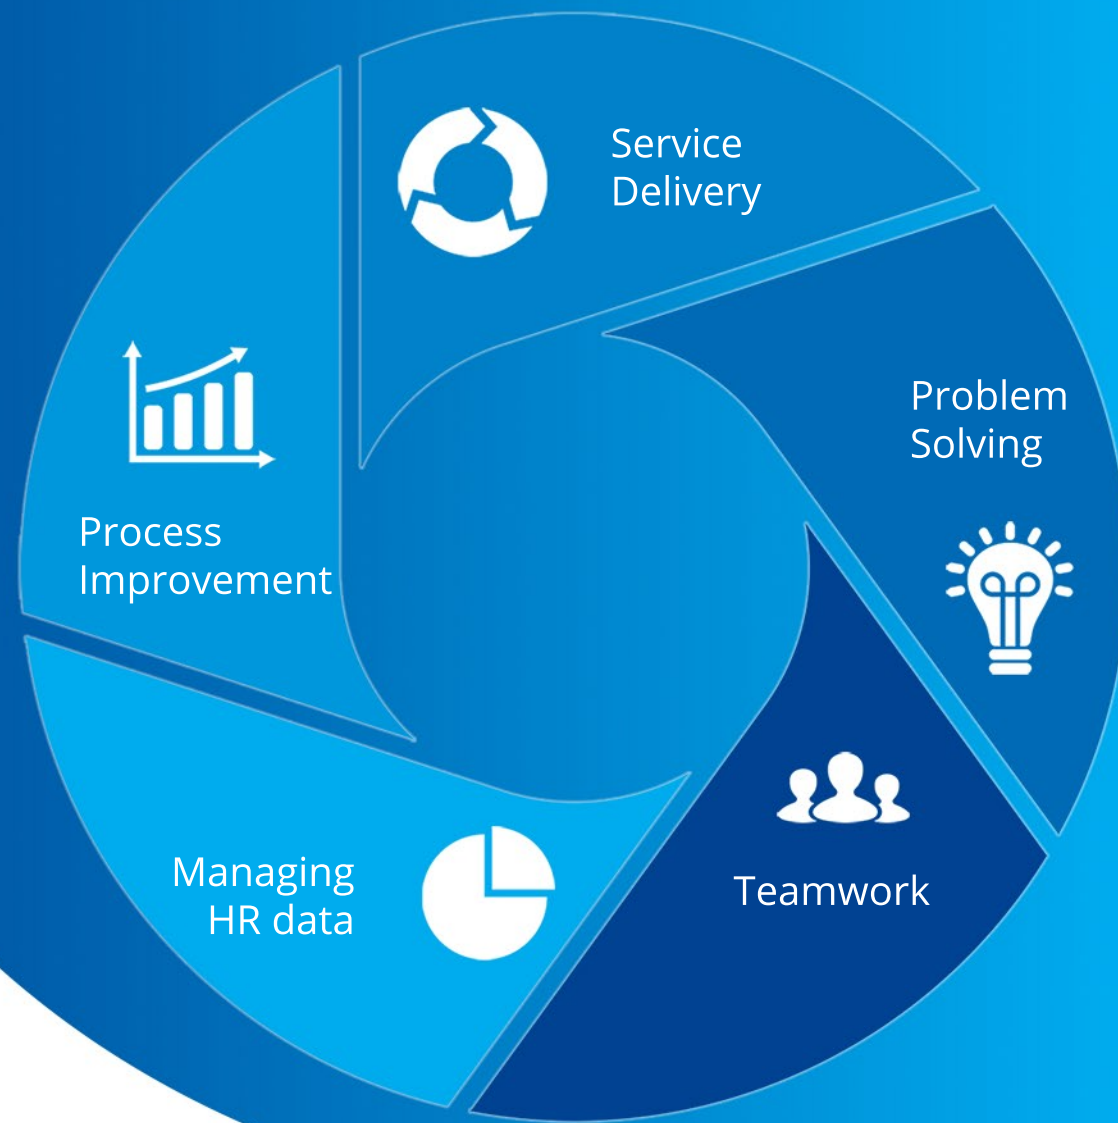 Service
Delivery
Problem
Solving
Process
Improvement
Managing
HR data
Teamwork